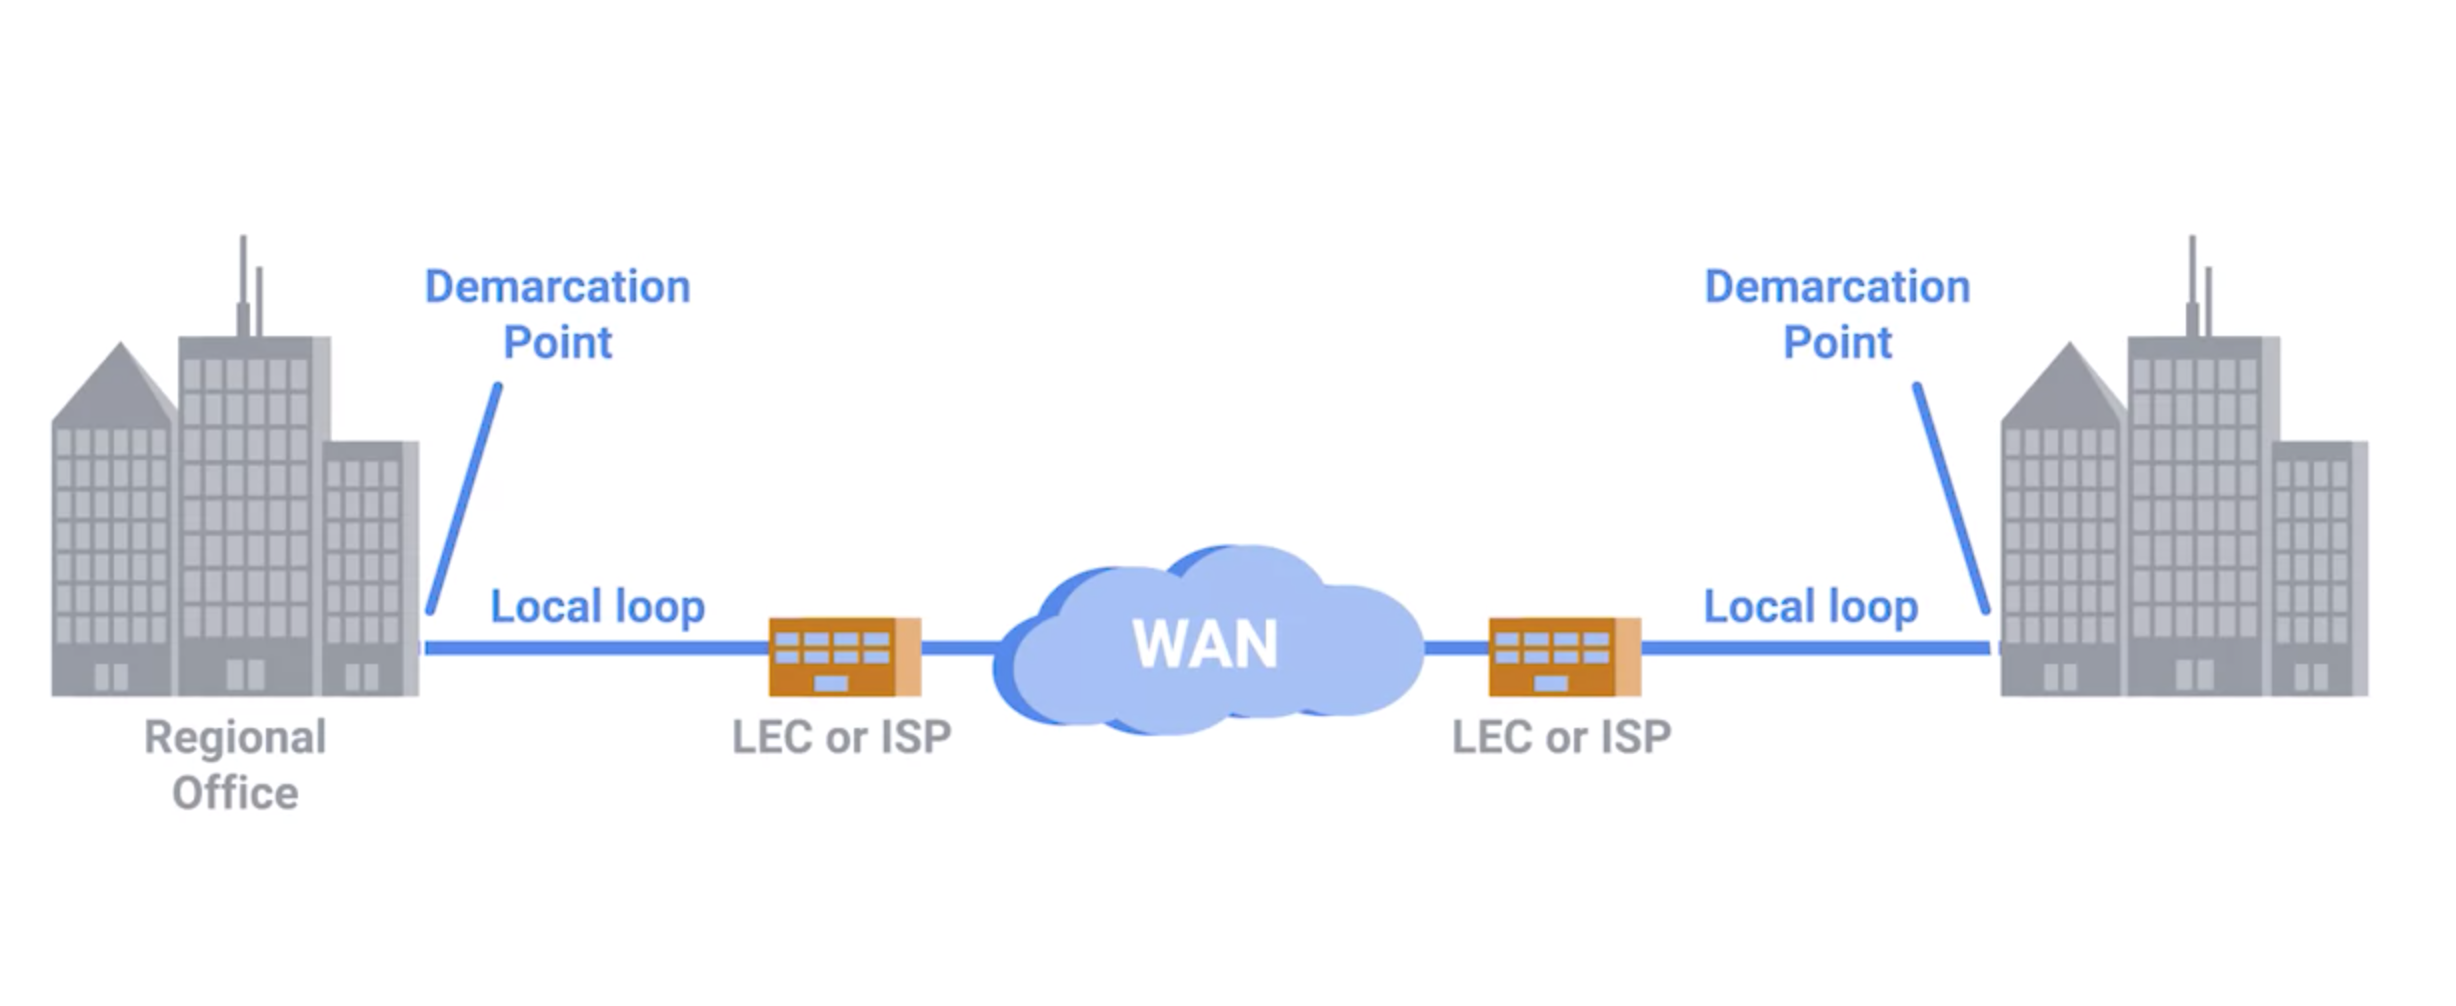 Demarcation
Point
Demarcation
Point
Local loop
WAN
Local loop
Regional
Office
LEC or ISP
LEC or ISP